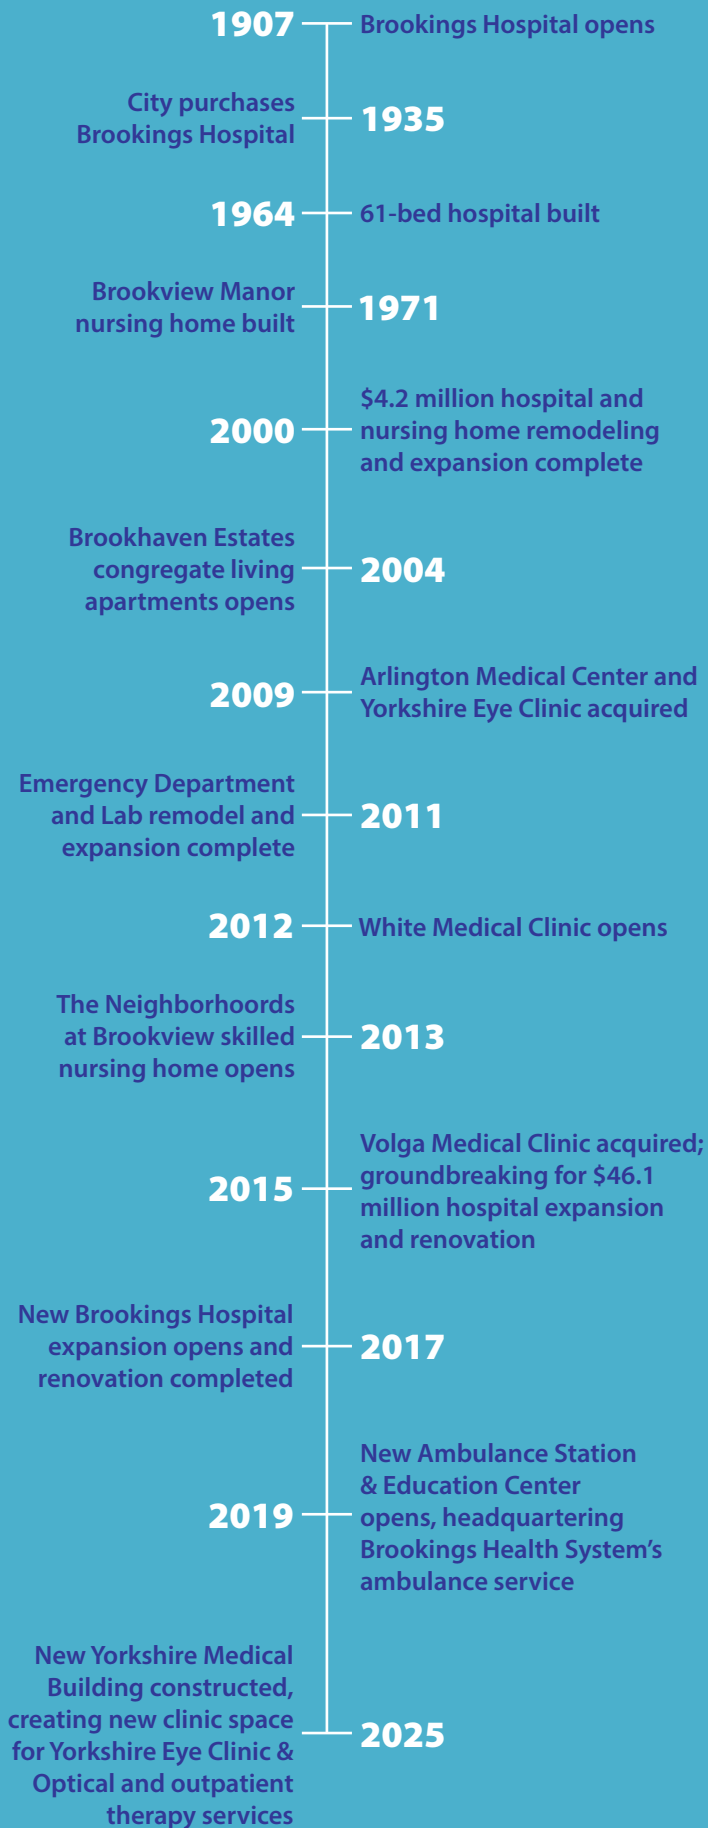 1907
Brookings Hospital opens
City purchases
Brookings Hospital
1935
1964
61-bed hospital built
Brookview Manor
nursing home built
1971
2000
$4.2 million hospital and
nursing home remodeling
and expansion complete
Brookhaven Estates
congregate living
apartments opens
2004
2009
Arlington Medical Center and
Yorkshire Eye Clinic acquired
Emergency Department
and Lab remodel and
expansion complete
2011
2012
White Medical Clinic opens
The Neighborhoords
at Brookview skilled
nursing home opens
2013
2015
Volga Medical Clinic acquired;
groundbreaking for $46.1
million hospital expansion
and renovation
New Brookings Hospital
expansion opens and
renovation completed
2017
2019
New Ambulance Station
& Education Center
opens, headquartering
Brookings Health System’s
ambulance service
New Yorkshire Medical
Building constructed,
creating new clinic space
for Yorkshire Eye Clinic &
Optical and outpatient
therapy services
2025